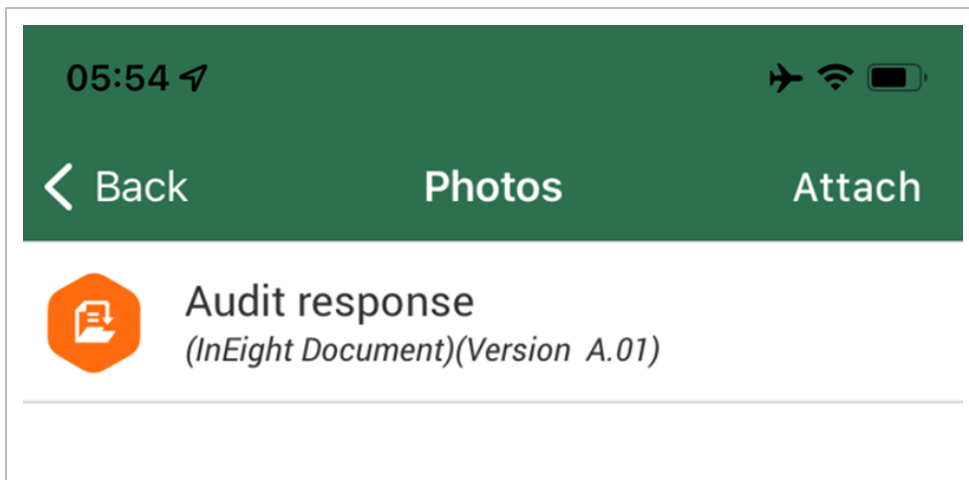 05:54
Back Photos Attach
Audit response
(InEight Document)(Version A.01)